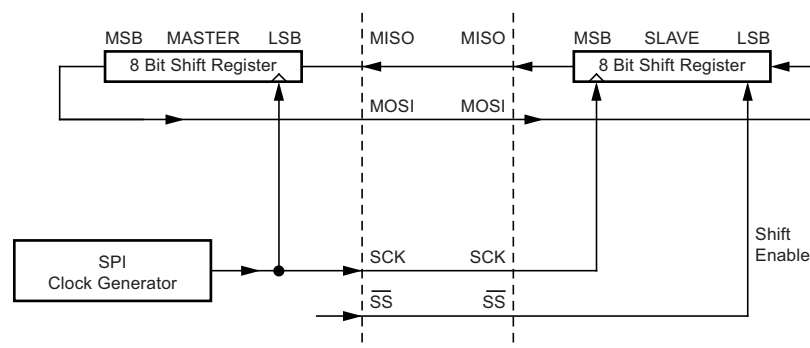 MSB MASTER LSB
8 Bit Shift Register
MISO MISO
MSB SLAVE LSB
8 Bit Shift Register
MOSI MOSI
SPI
Clock Generator
SCK SCK
SS SS
Shift
Enable